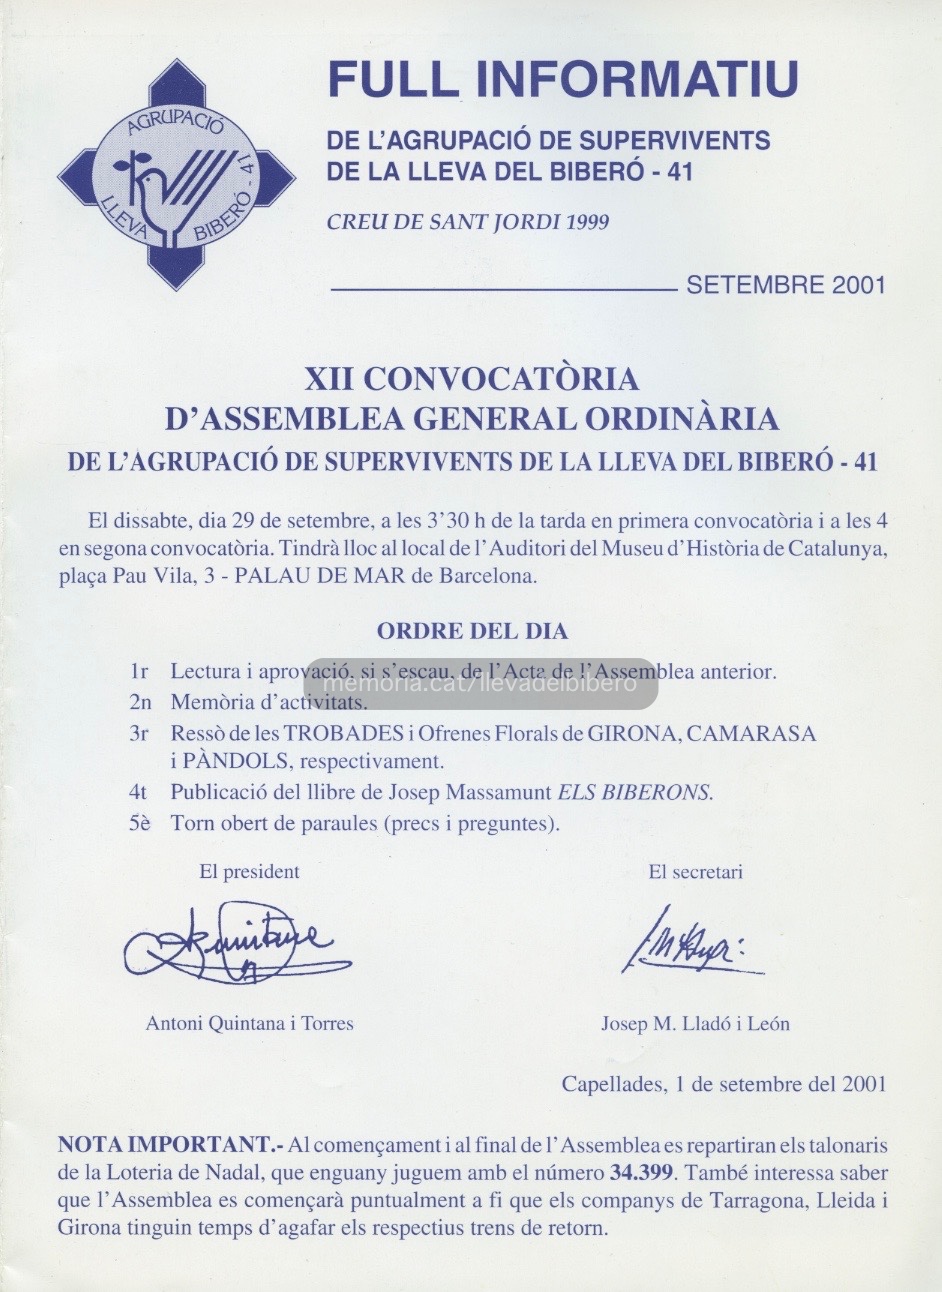 AGRUPACIÓ
LLEVA
BIBERÓ - 41
FULL INFORMATIU
DE L'AGRUPACIÓ DE SUPERVIVENTS
DE LA LLEVA DEL BIBERÓ - 41
CREU DE SANT JORDI 1999
SETEMBRE 2001
XII CONVOCATÒRIA
D'ASSEMBLEA GENERAL ORDINÀRIA
DE L'AGRUPACIÓ DE SUPERVIVENTS DE LA LLEVA DEL BIBERÓ - 41
El dissabte, dia 29 de setembre, a les 3'30 h de la tarda en primera convocatòria i a les 4
en segona convocatòria. Tindrà lloc al local de l'Auditori del Museu d'Història de Catalunya,
plaça Pau Vila, 3 - PALAU DE MAR de Barcelona.
ORDRE DEL DIA
1r Lectura i aprovació, si s'escau, de l'Acta de l'Assemblea anterior.
memoria.cat/llevadelbibero
2n Memòria d'activitats.
3r Ressò de les TROBADES i Ofrenes Florals de GIRONA, CAMARASA
i PÀNDOLS, respectivament.
4t Publicació del llibre de Josep Massamunt ELS BIBERONS.
5è Torn obert de paraules (precs i preguntes).
El president
El secretari
Antoni Quintana i Torres
Josep M. Lladó i León
Capellades, 1 de setembre del 2001
NOTA IMPORTANT.- Al començament i al final de l'Assemblea es repartiran els talonaris
de la Loteria de Nadal, que enguany juguem amb el número 34.399. També interessa saber
que l'Assemblea es començarà puntualment a fi que els companys de Tarragona, Lleida i
Girona tinguin temps d'agafar els respectius trens de retorn.